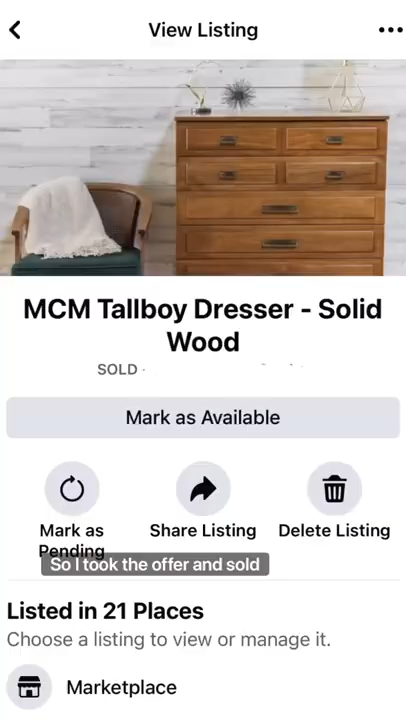 View Listing
MCM Tallboy Dresser - Solid
Wood
SOLD ·
Mark as Available
Mark as
Pending
Share Listing
Delete Listing
So I took the offer and sold
Listed in 21 Places
Choose a listing to view or manage it.
Marketplace